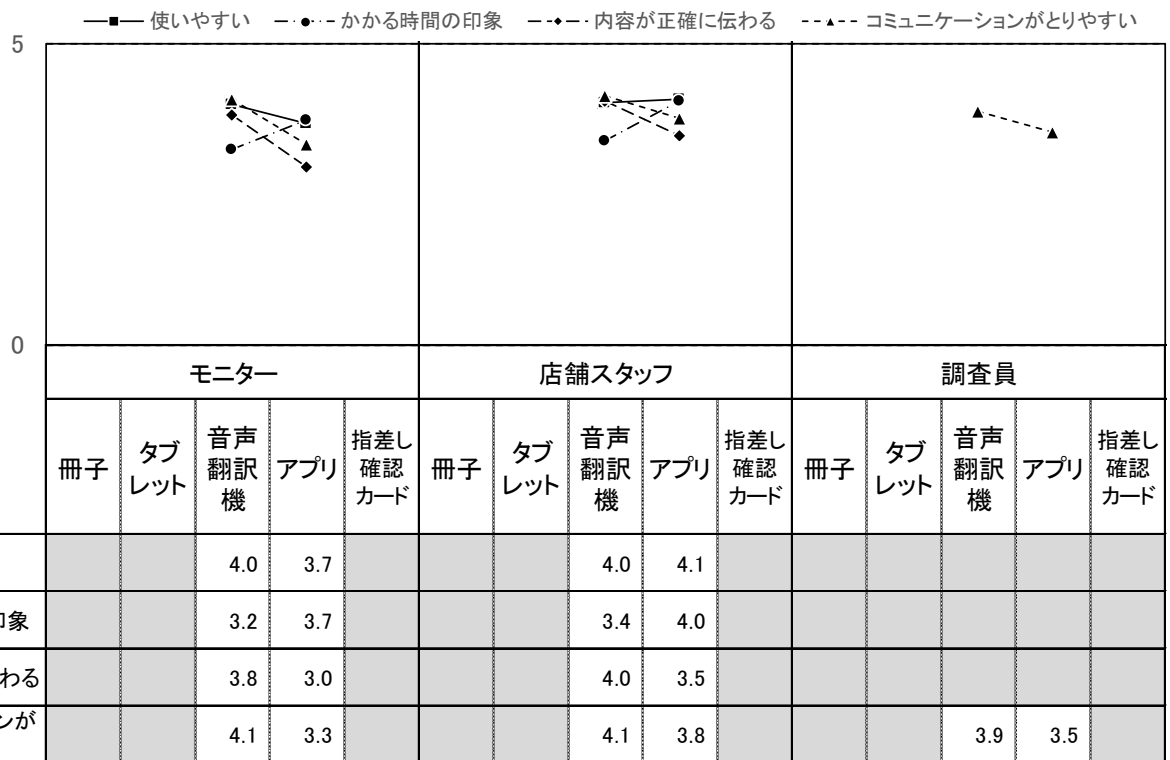 使いやすい かかる時間の印象 内容が正確に伝わる コミュニケーションがとりやすい
5
0
モニター 店舗スタッフ 調査員
冊子 タブレット 音声翻訳機 アプリ 指差し確認カード 冊子 タブレット 音声翻訳機 アプリ 指差し確認カード 冊子 タブレット 音声翻訳機 アプリ 指差し確認カード
4.0 3.7 4.0 4.1
印象 3.2 3.7 3.4 4.0
わる 3.8 3.0 4.0 3.5
ンが 4.1 3.3 4.1 3.8 3.9 3.5